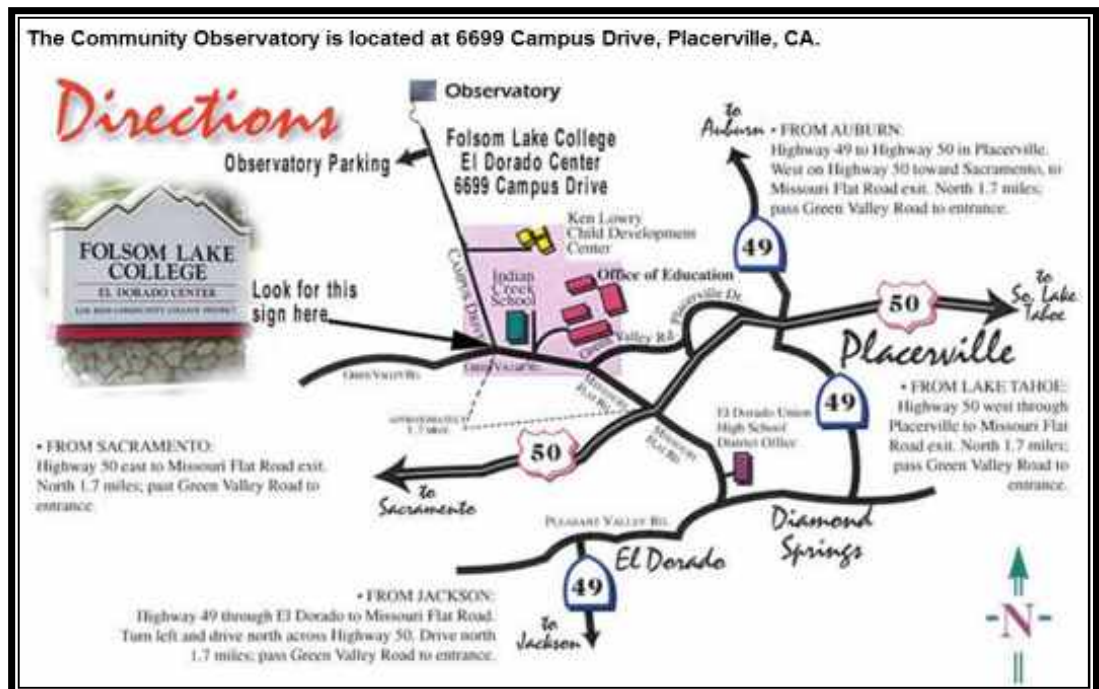 The Community Observatory is located at 6699 Campus Drive, Placerville, CA.
Directions
Observatory
Observatory Parking
Folsom Lake College
El Dorado Center
6699 Campus Drive
to
Auburn
• FROM AUBURN:
Highway 49 to Highway 50 in Placerville.
West on Highway 50 toward Sacramento, to
Missouri Flat Road exit. North 1.7 miles;
pass Green Valley Road to entrance.
FOLSOM LAKE
COLLEGE
EL DORADO CENTER
Look for this
sign here
CAMPUS DRIVE
Ken Lowry
Child Development
Center
Indian
Creek
School
Office of Education
Placerville Dr.
Green Valley Rd.
49
50
to
So. Lake
Tahoe
Placerville
GREEN VALLEY RD.
GREEN VALLEY RD.
MISSOURI
FLAT RD.
APPROXIMATELY
1.7 MILES
MISSOURI
FLAT RD.
El Dorado Union
High School
District Office
49
• FROM LAKE TAHOE:
Highway 50 west through
Placerville to Missouri Flat
Road exit. North 1.7 miles;
pass Green Valley Road to
entrance.
• FROM SACRAMENTO:
Highway 50 east to Missouri Flat Road exit.
North 1.7 miles; past Green Valley Road to
entrance
50
to
Sacramento
PLEASANT VALLEY RD.
El Dorado
Diamond
Springs
49
to
Jackson
• FROM JACKSON:
Highway 49 through El Dorado to Missouri Flat Road.
Turn left and drive north across Highway 50. Drive north
1.7 miles; pass Green Valley Road to entrance.
N